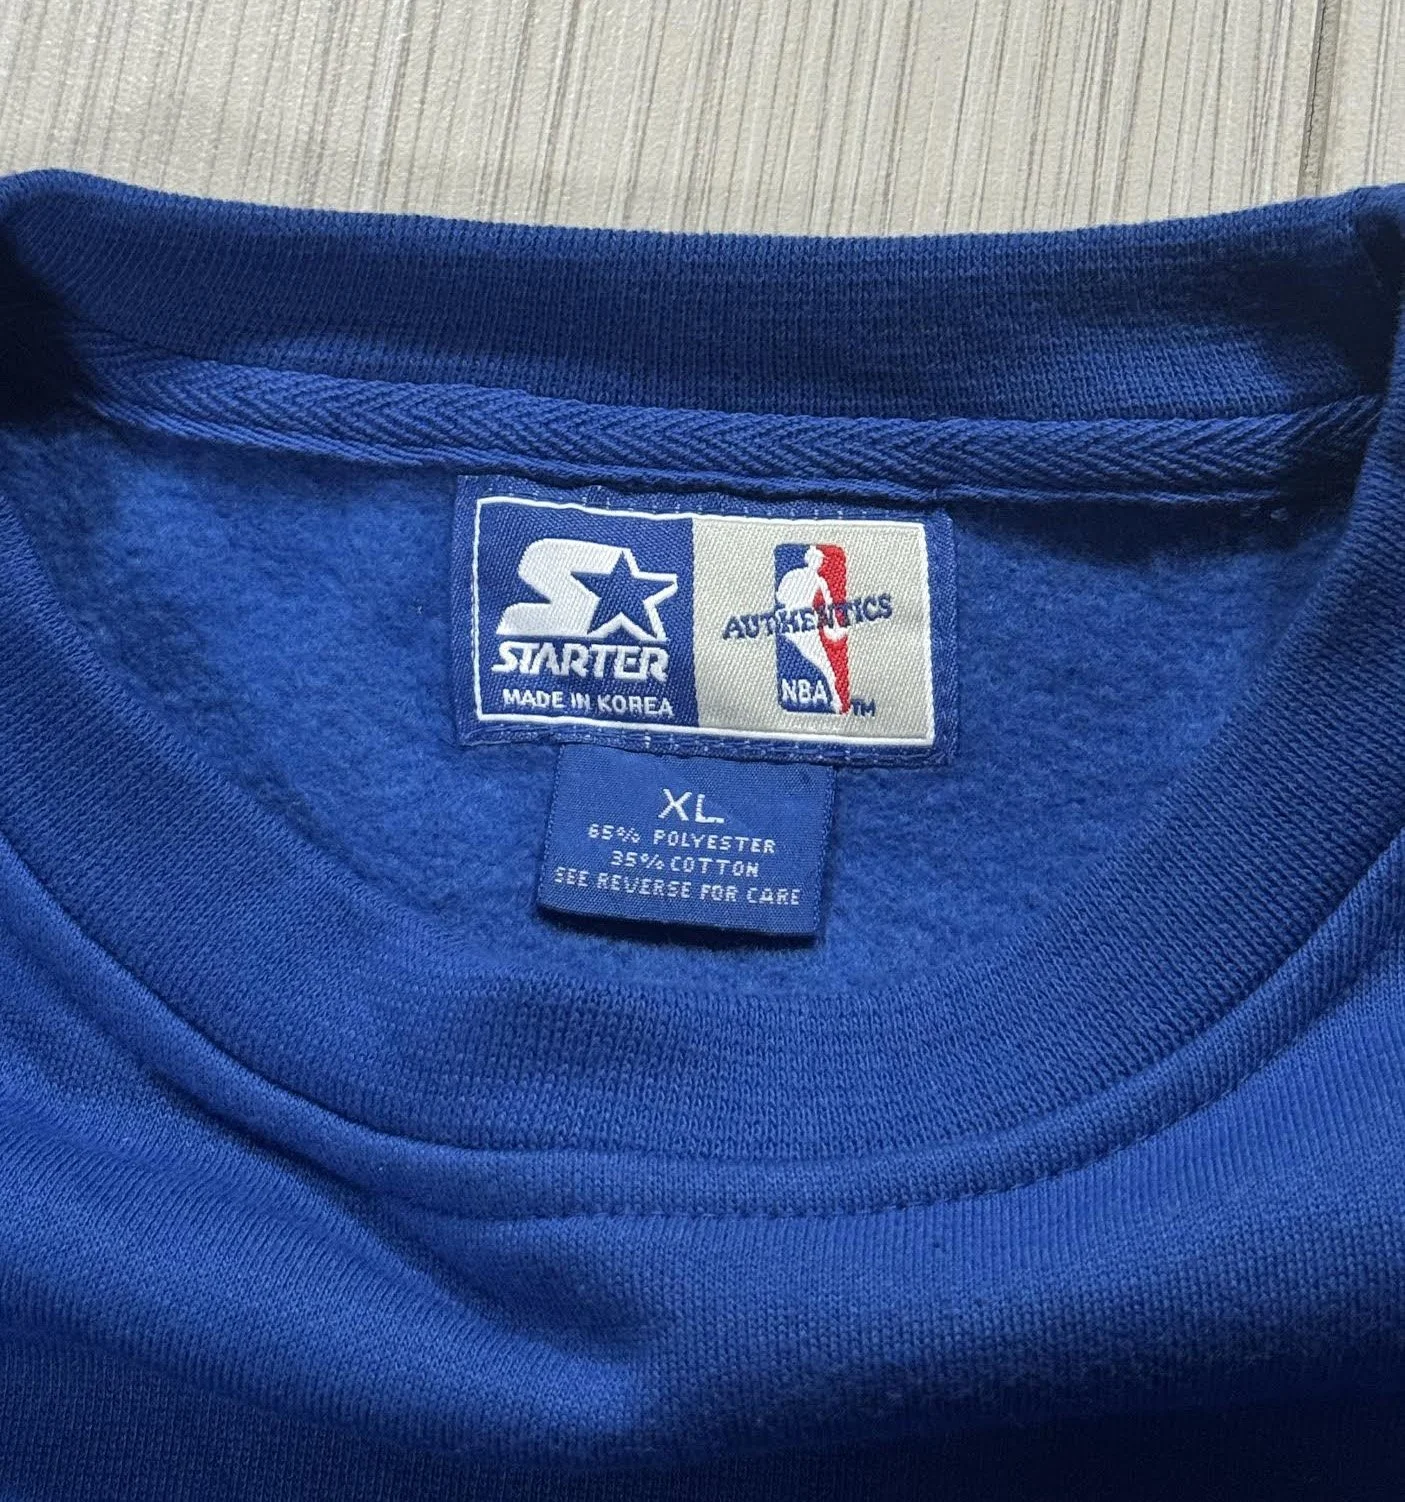 STARTER
MADE IN KOREA
AUTHENTICS
NBA
TM
XL
65% POLYESTER
35% COTTON
SEE REVERSE FOR CARE